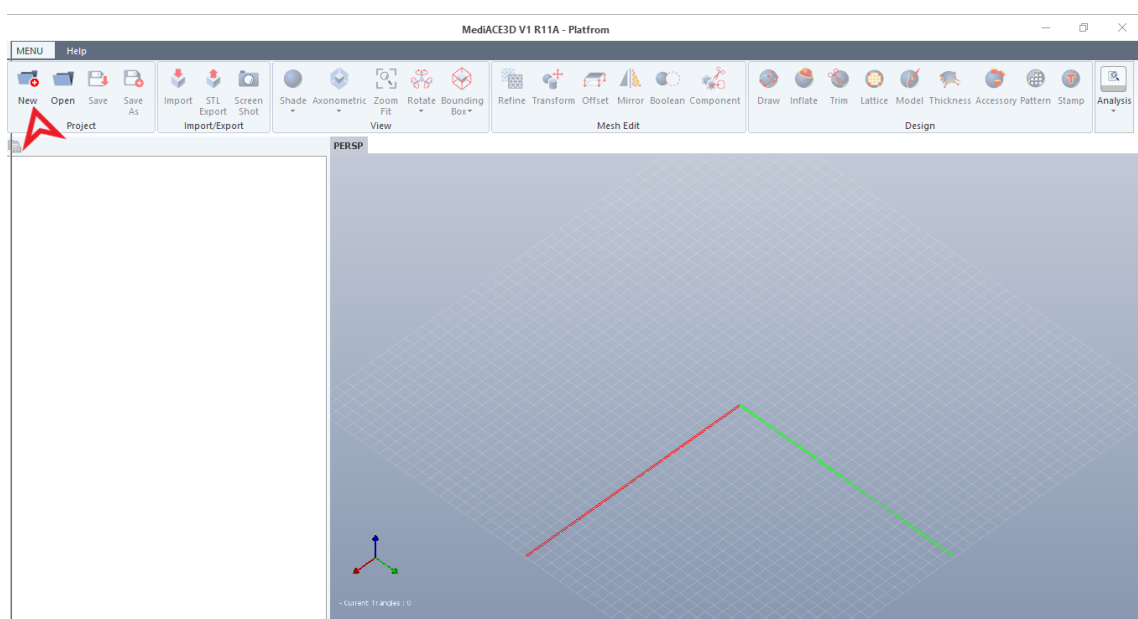 MediACE3D V1 R11A - Platfrom
MENU Help
New Open Save Save As Import STL Export Screen Shot Shade Axonometric Zoom Fit Rotate Bounding Box Refine Transform Offset Mirror Boolean Component Draw Inflate Trim Lattice Model Thickness Accessory Pattern Stamp Analysis
Project Import/Export View Mesh Edit Design
PERSP
- Current Triangles : 0